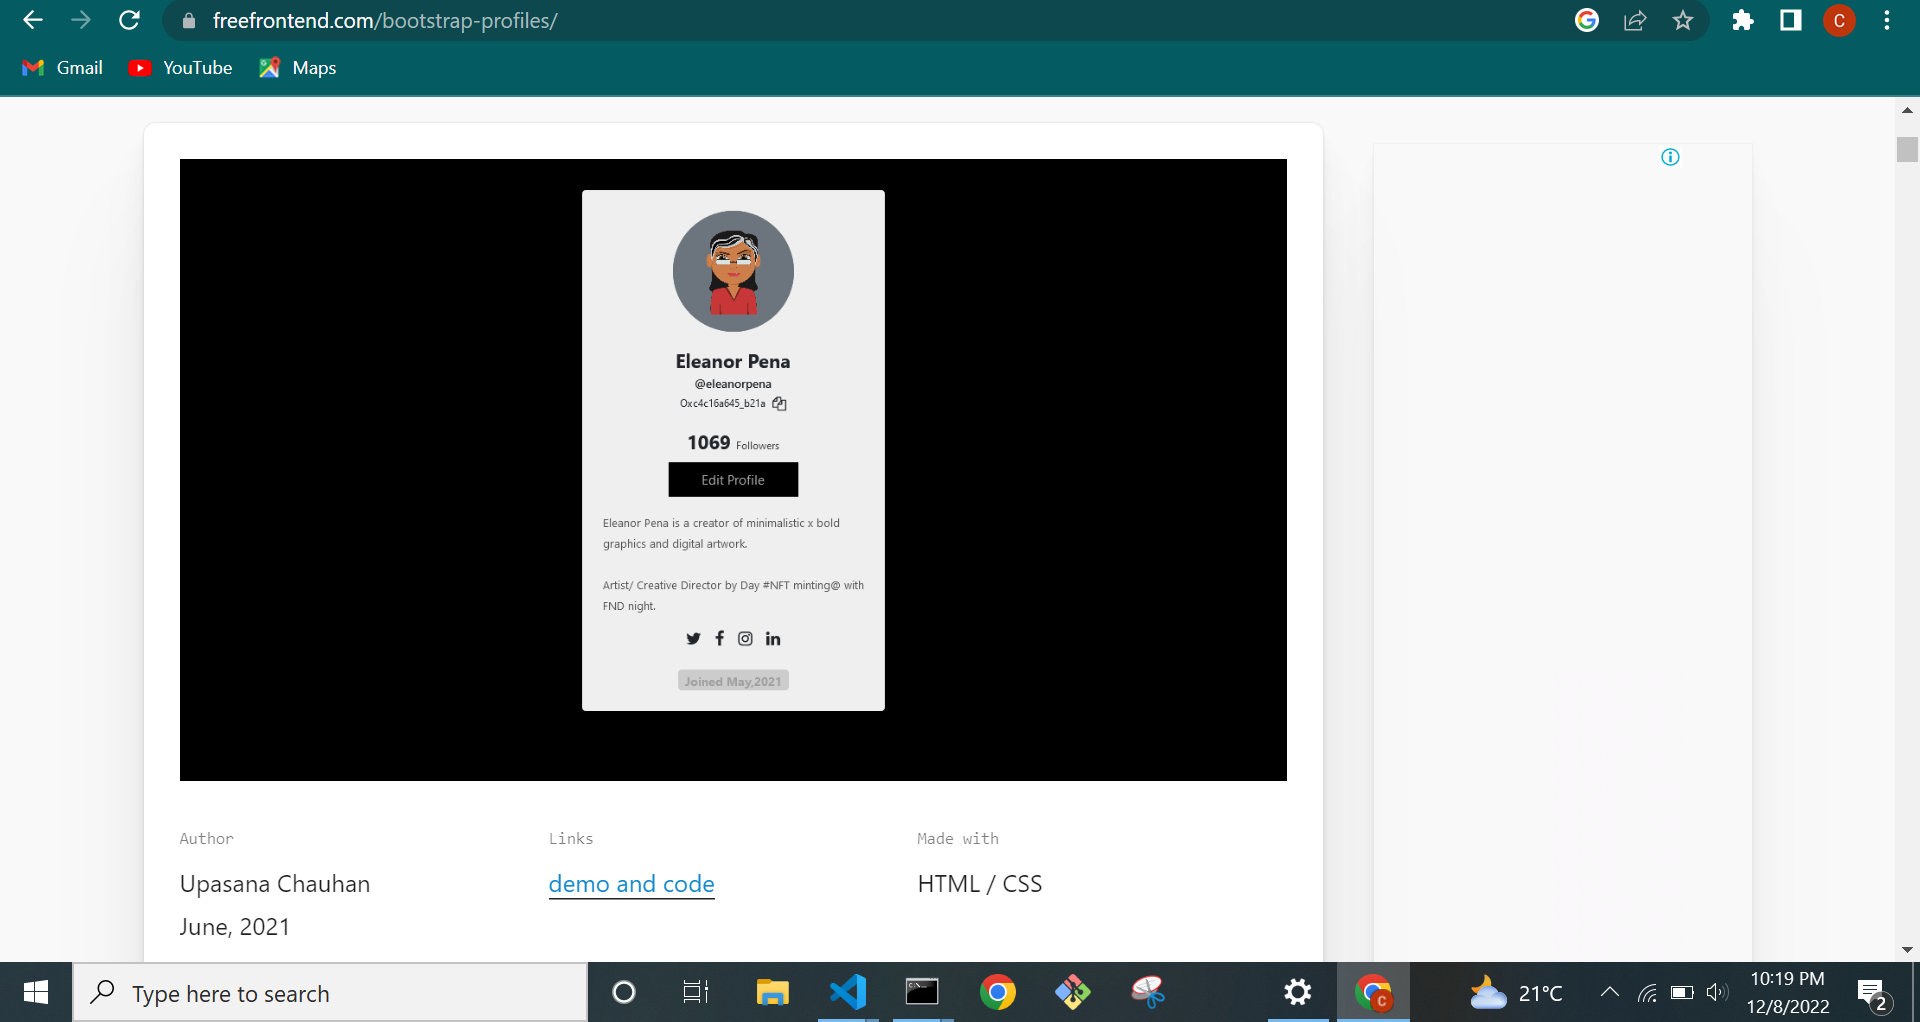 freefrontend.com/bootstrap-profiles/
C
Gmail YouTube Maps
Eleanor Pena
@eleanorpena
0xc4c16a645_b21a
1069 Followers
Edit Profile
Eleanor Pena is a creator of minimalistic x bold
graphics and digital artwork.
Artist/ Creative Director by Day #NFT minting@ with
FND night.
Joined May,2021
Author
Links
Made with
Upasana Chauhan
demo and code
HTML / CSS
June, 2021
Type here to search
C
21°C
10:19 PM
12/8/2022
2